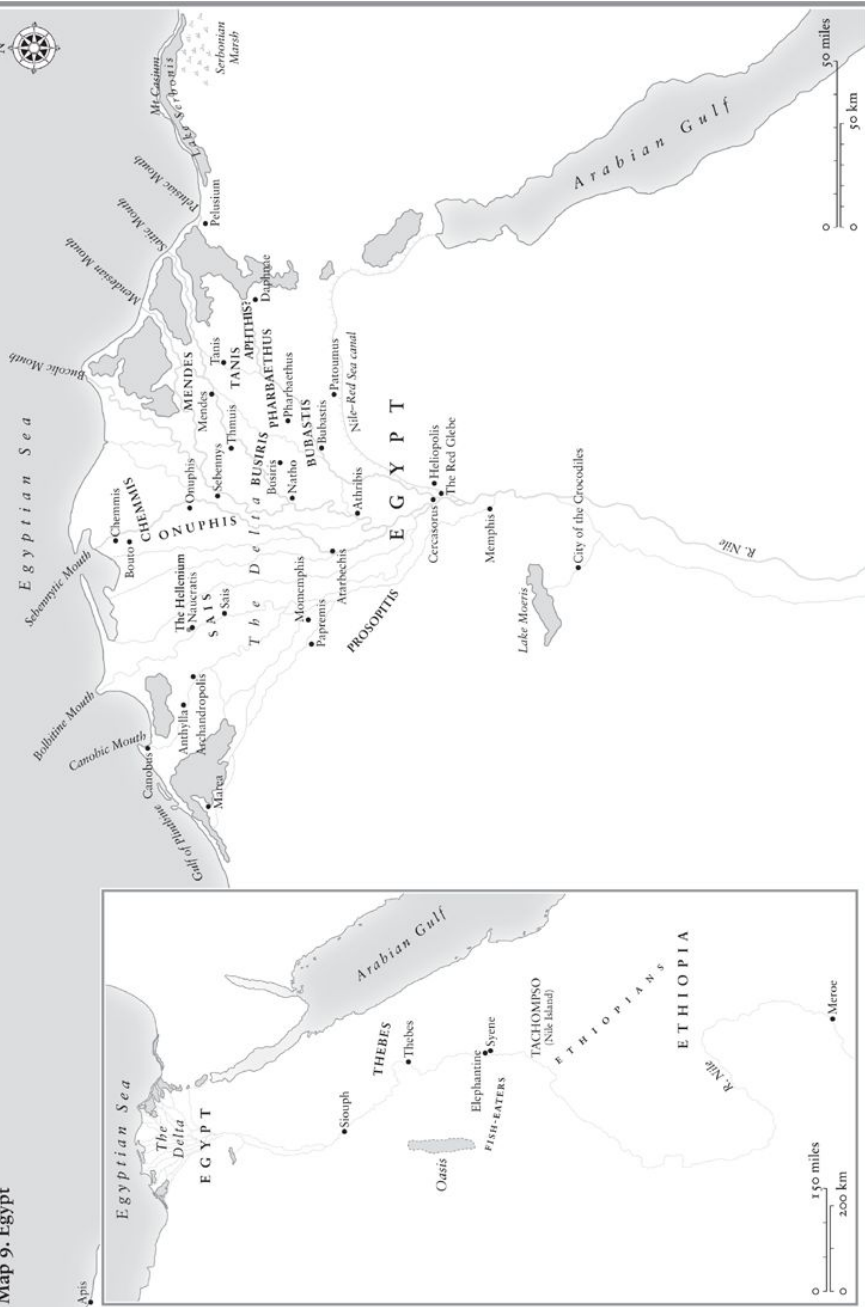 Map 9. Egypt
N
Egyptian Sea
Apis
Gulf of Plinthine
Canobic Mouth
Bolbitine Mouth
Sebennytic Mouth
Bucolic Mouth
Mendesian Mouth
Saitic Mouth
Pelusiac Mouth
Mt Casium
Lake Serbonis
Serbonian
Marsh
Pelusium
Canobus
Marea
Anthylla
Archandropolis
The Hellenium
Naucratis
SAIS
Sais
Chemmis
Bouto
CHEMMIS
ONUPHIS
Onuphis
Sebennys
Thmuis
MENDES
Mendes
Tanis
TANIS
APHTHIS?
Daphnae
PHARBAETHUS
Pharbaethus
BUSIRIS
Busiris
Natho
BUBASTIS
Bubastis
Patoumus
Nile–Red Sea canal
The Delta
Momemphis
Papremis
Atarbechis
Athribis
PROSOPITIS
EGYPT
Cercasorus
Heliopolis
The Red Glebe
Memphis
Lake Moeris
City of the Crocodiles
R. Nile
Arabian Gulf
0 50 miles
0 50 km
Egyptian Sea
The
Delta
EGYPT
Arabian Gulf
Siouph
THEBES
Thebes
Oasis
Elephantine
Syene
FISH-EATERS
TACHOMPSO
(Nile Island)
ETHIOPIANS
ETHIOPIA
R. Nile
Meroe
0 150 miles
0 200 km